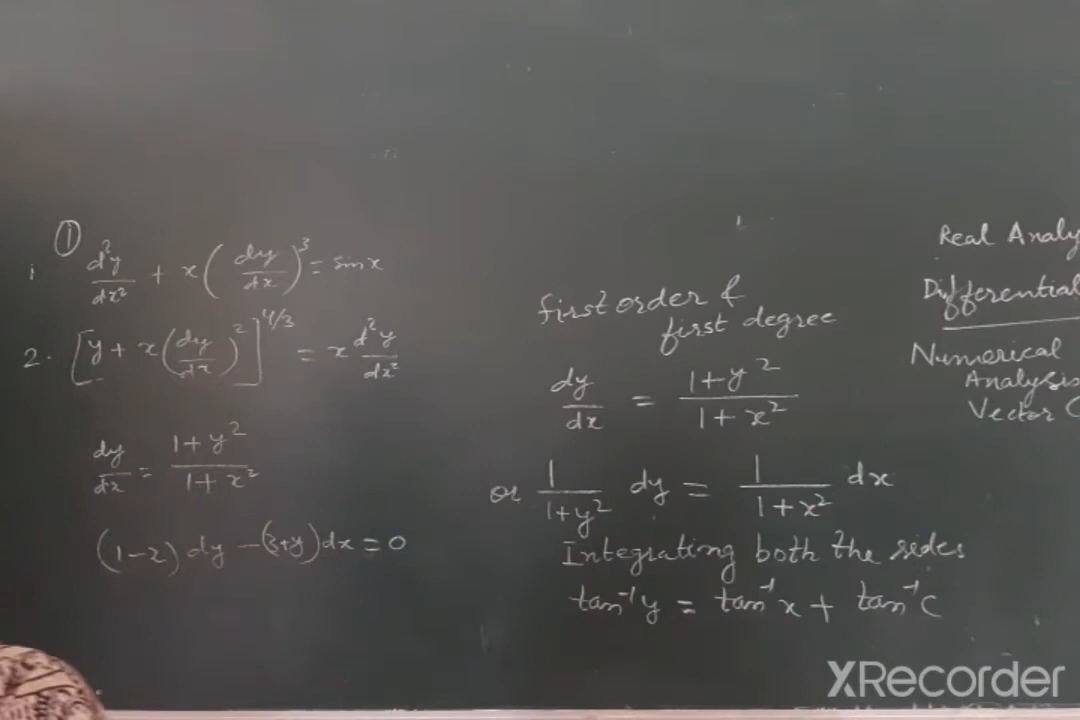 ①
1. d²y/dx² + x(dy/dx)³ = sinx
2. [y + x(dy/dx)²]^4/3 = x d²y/dx²
dy/dx = 1+y²/1+x²
(1-x) dy - (3+y) dx = 0
first order &
first degree
dy/dx = 1+y²/1+x²
or 1/1+y² dy = 1/1+x² dx
Integrating both the sides
tan⁻¹y = tan⁻¹x + tan⁻¹C
Real Analy
Differential
Numerical
Analysis
Vector C
XRecorder